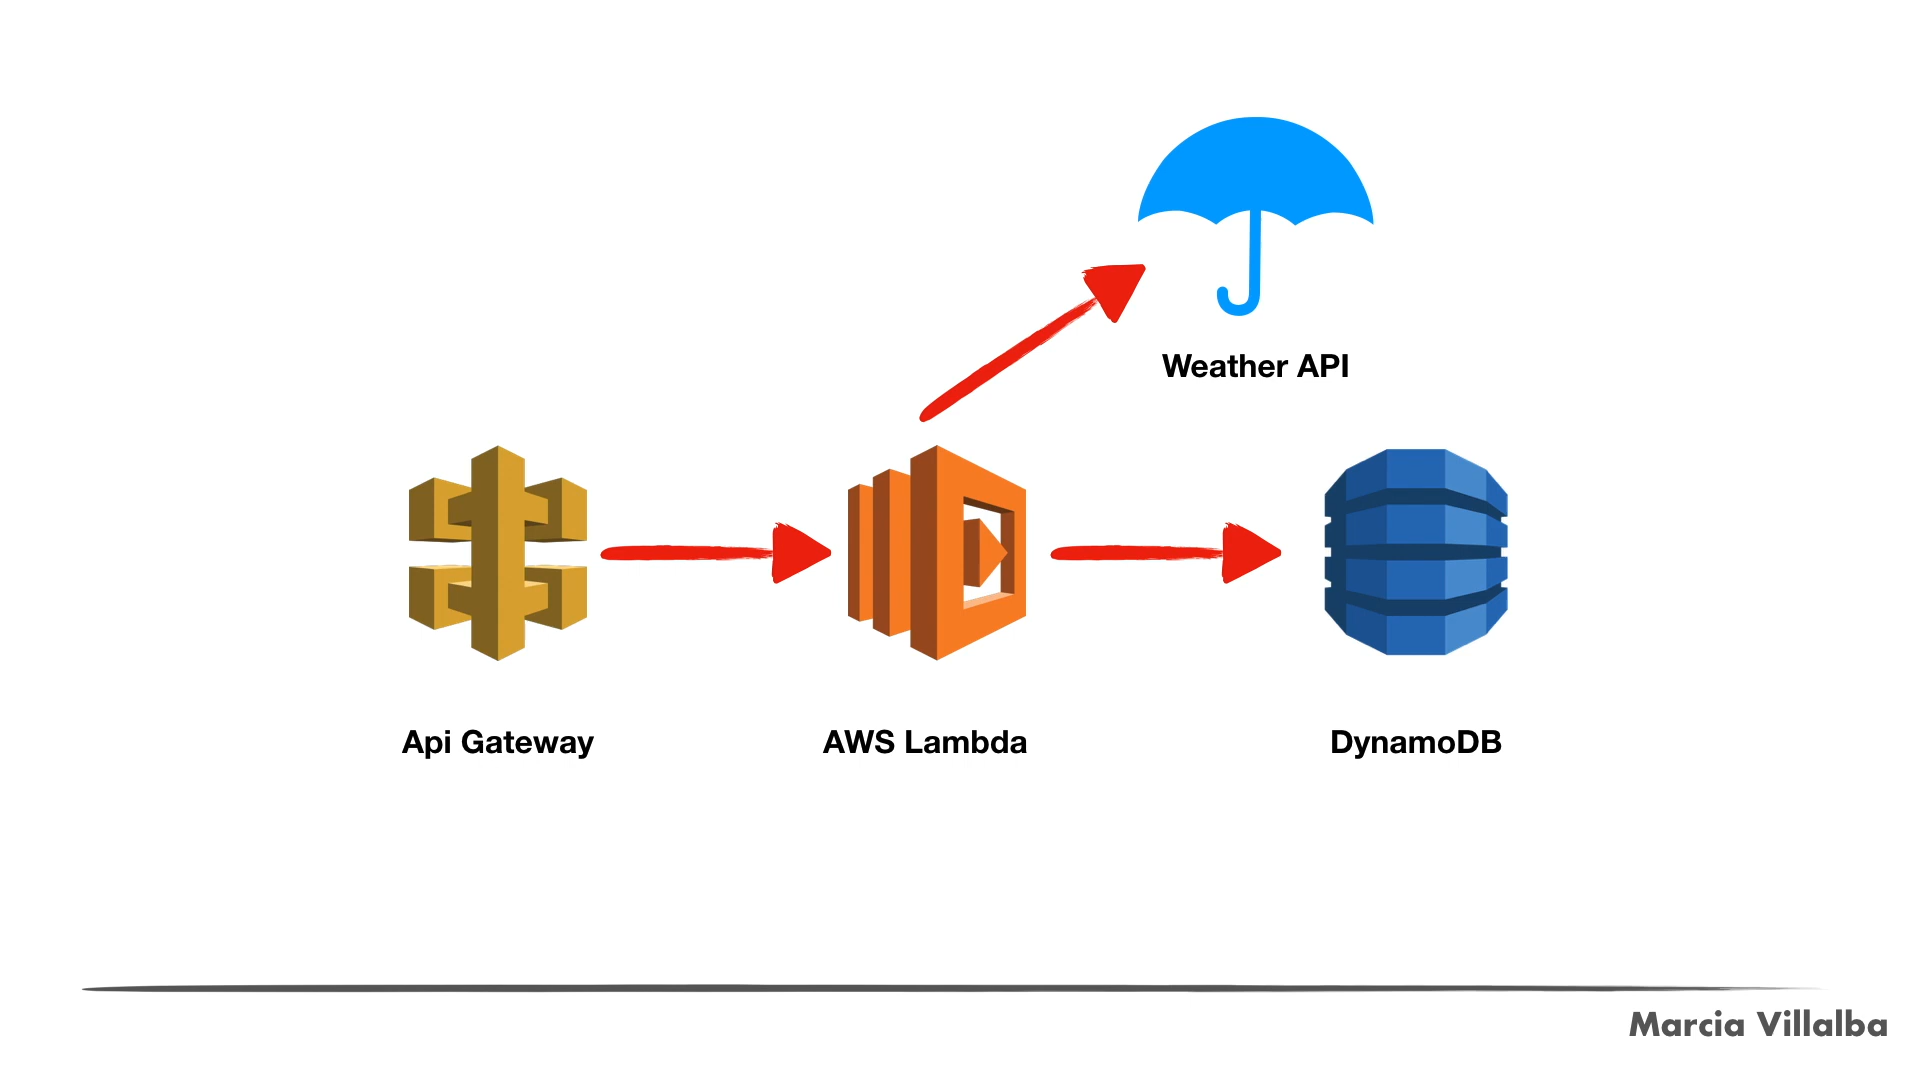 Weather API
Api Gateway
AWS Lambda
DynamoDB
Marcia Villalba